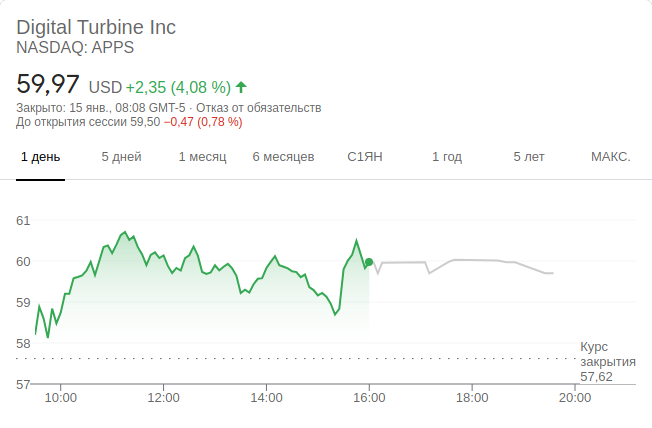 Digital Turbine Inc
NASDAQ: APPS
59,97 USD +2,35 (4,08 %)
Закрыто: 15 янв., 08:08 GMT-5 · Отказ от обязательств
До открытия сессии 59,50 −0,47 (0,78 %)
1 день 5 дней 1 месяц 6 месяцев С1ЯН 1 год 5 лет МАКС.
61
60
59
58
Курс
закрытия
57,62
57
10:00 12:00 14:00 16:00 18:00 20:00